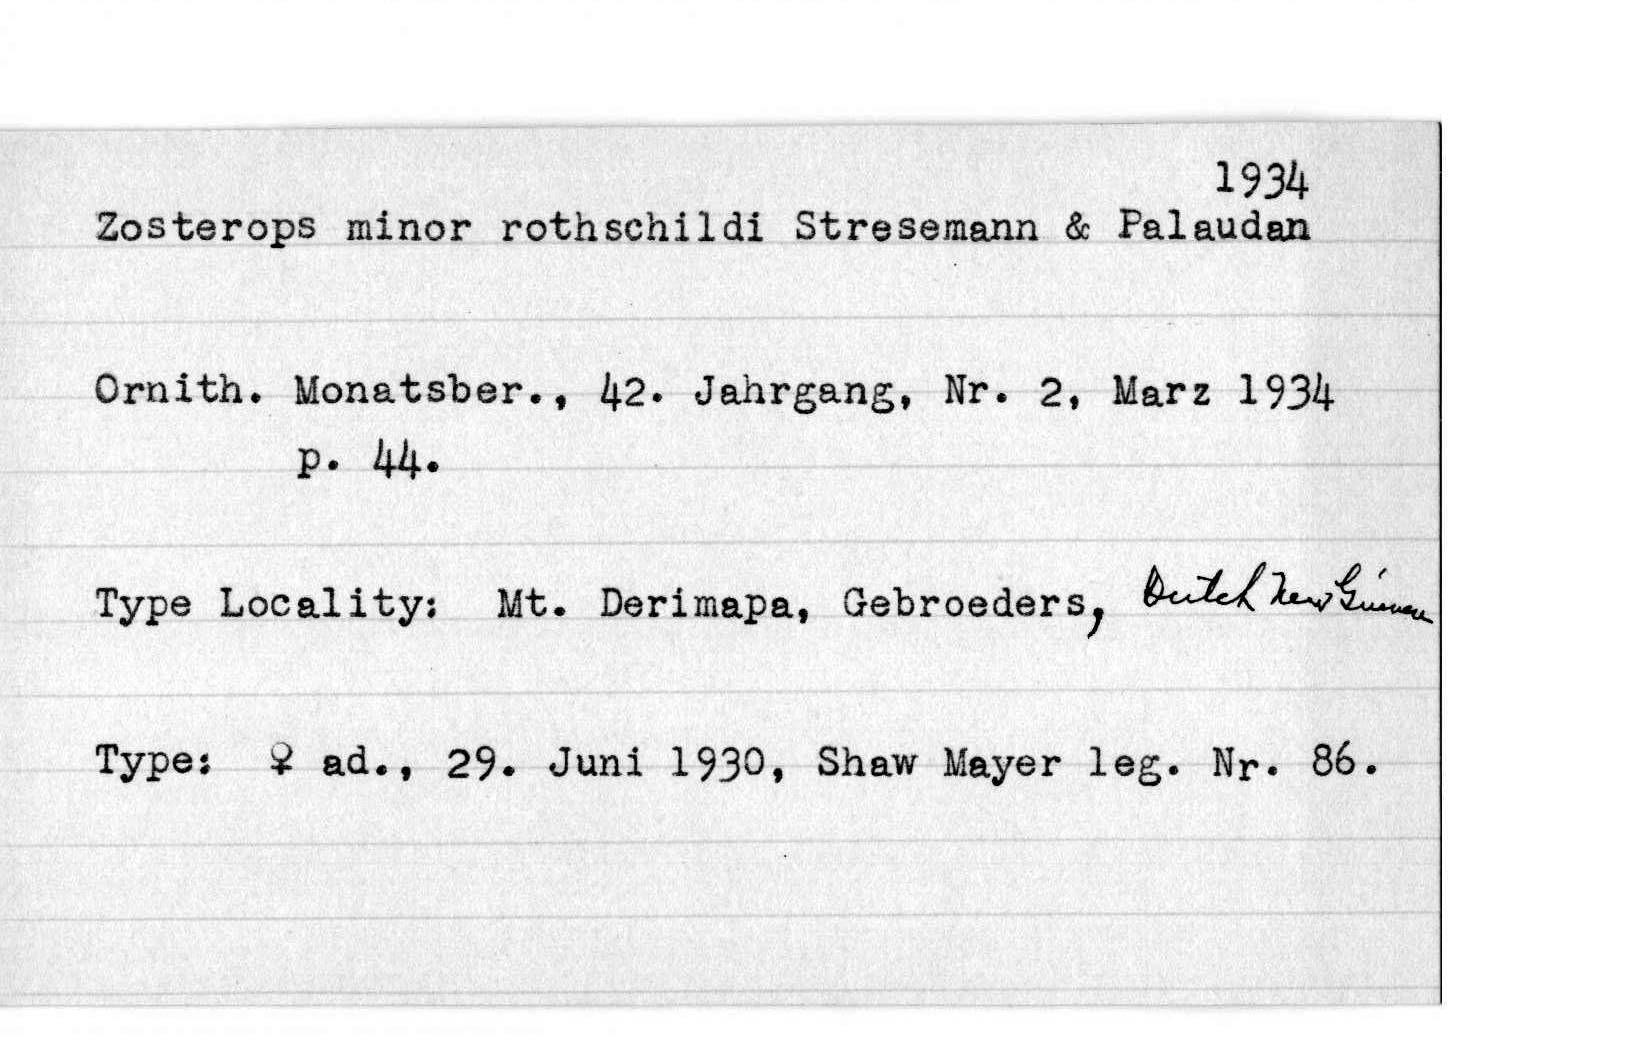 1934
Zosterops minor rothschildi Stresemann & Palaudan
Ornith. Monatsber., 42. Jahrgang, Nr. 2, Marz 1934
p. 44.
Type Locality: Mt. Derimapa, Gebroeders, Dutch New Guinea
Type: ♀ ad., 29. Juni 1930, Shaw Mayer leg. Nr. 86.